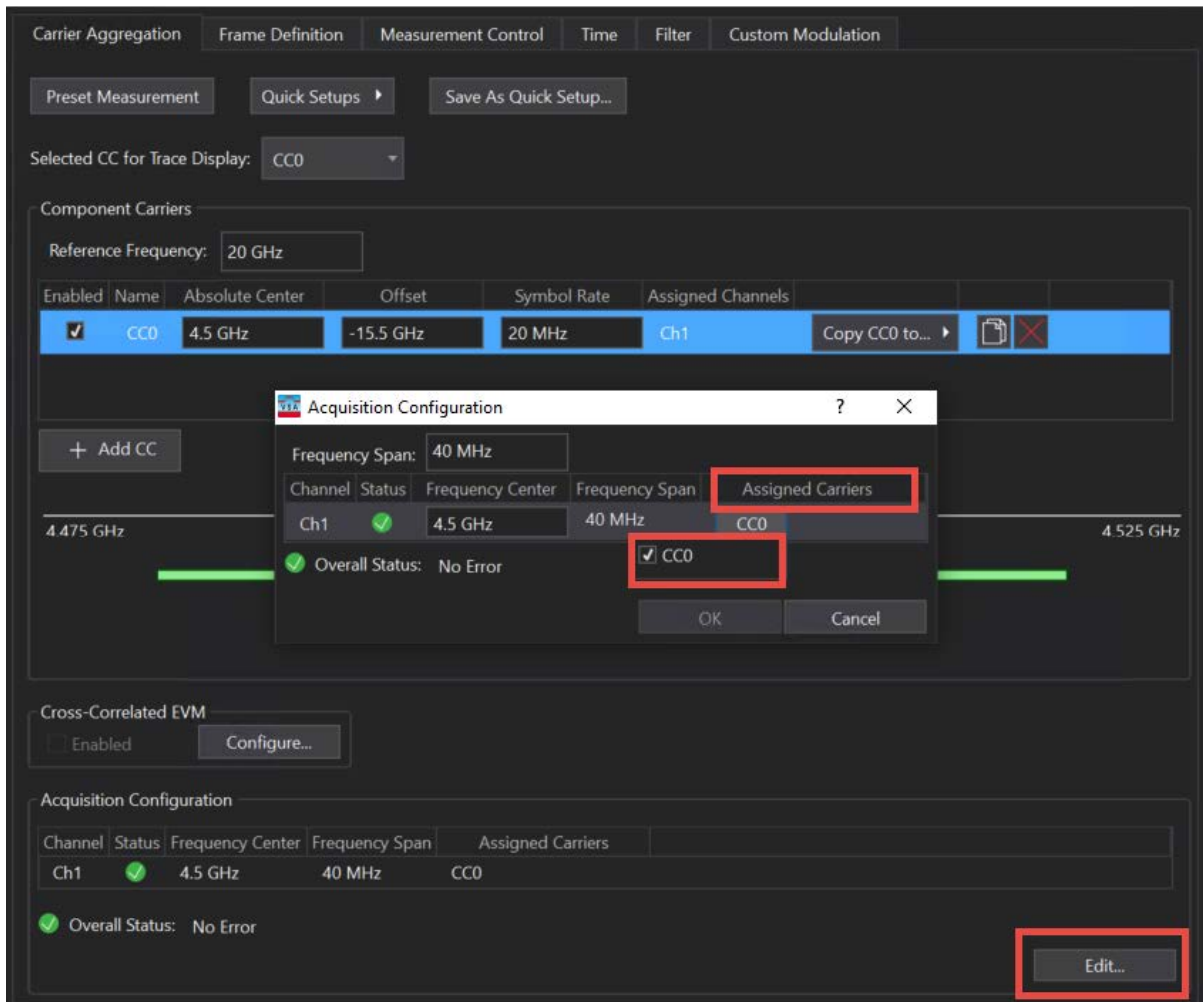 Carrier Aggregation Frame Definition Measurement Control Time Filter Custom Modulation
Preset Measurement Quick Setups Save As Quick Setup...
Selected CC for Trace Display: CC0
Component Carriers
Reference Frequency: 20 GHz
Enabled Name Absolute Center Offset Symbol Rate Assigned Channels
CC0 4.5 GHz -15.5 GHz 20 MHz Ch1 Copy CC0 to...
+ Add CC
4.475 GHz 4.525 GHz
VSA Acquisition Configuration ?
Frequency Span: 40 MHz
Channel Status Frequency Center Frequency Span Assigned Carriers
Ch1 4.5 GHz 40 MHz CC0
CC0
Overall Status: No Error
OK Cancel
Cross-Correlated EVM
Enabled Configure...
Acquisition Configuration
Channel Status Frequency Center Frequency Span Assigned Carriers
Ch1 4.5 GHz 40 MHz CC0
Overall Status: No Error
Edit...